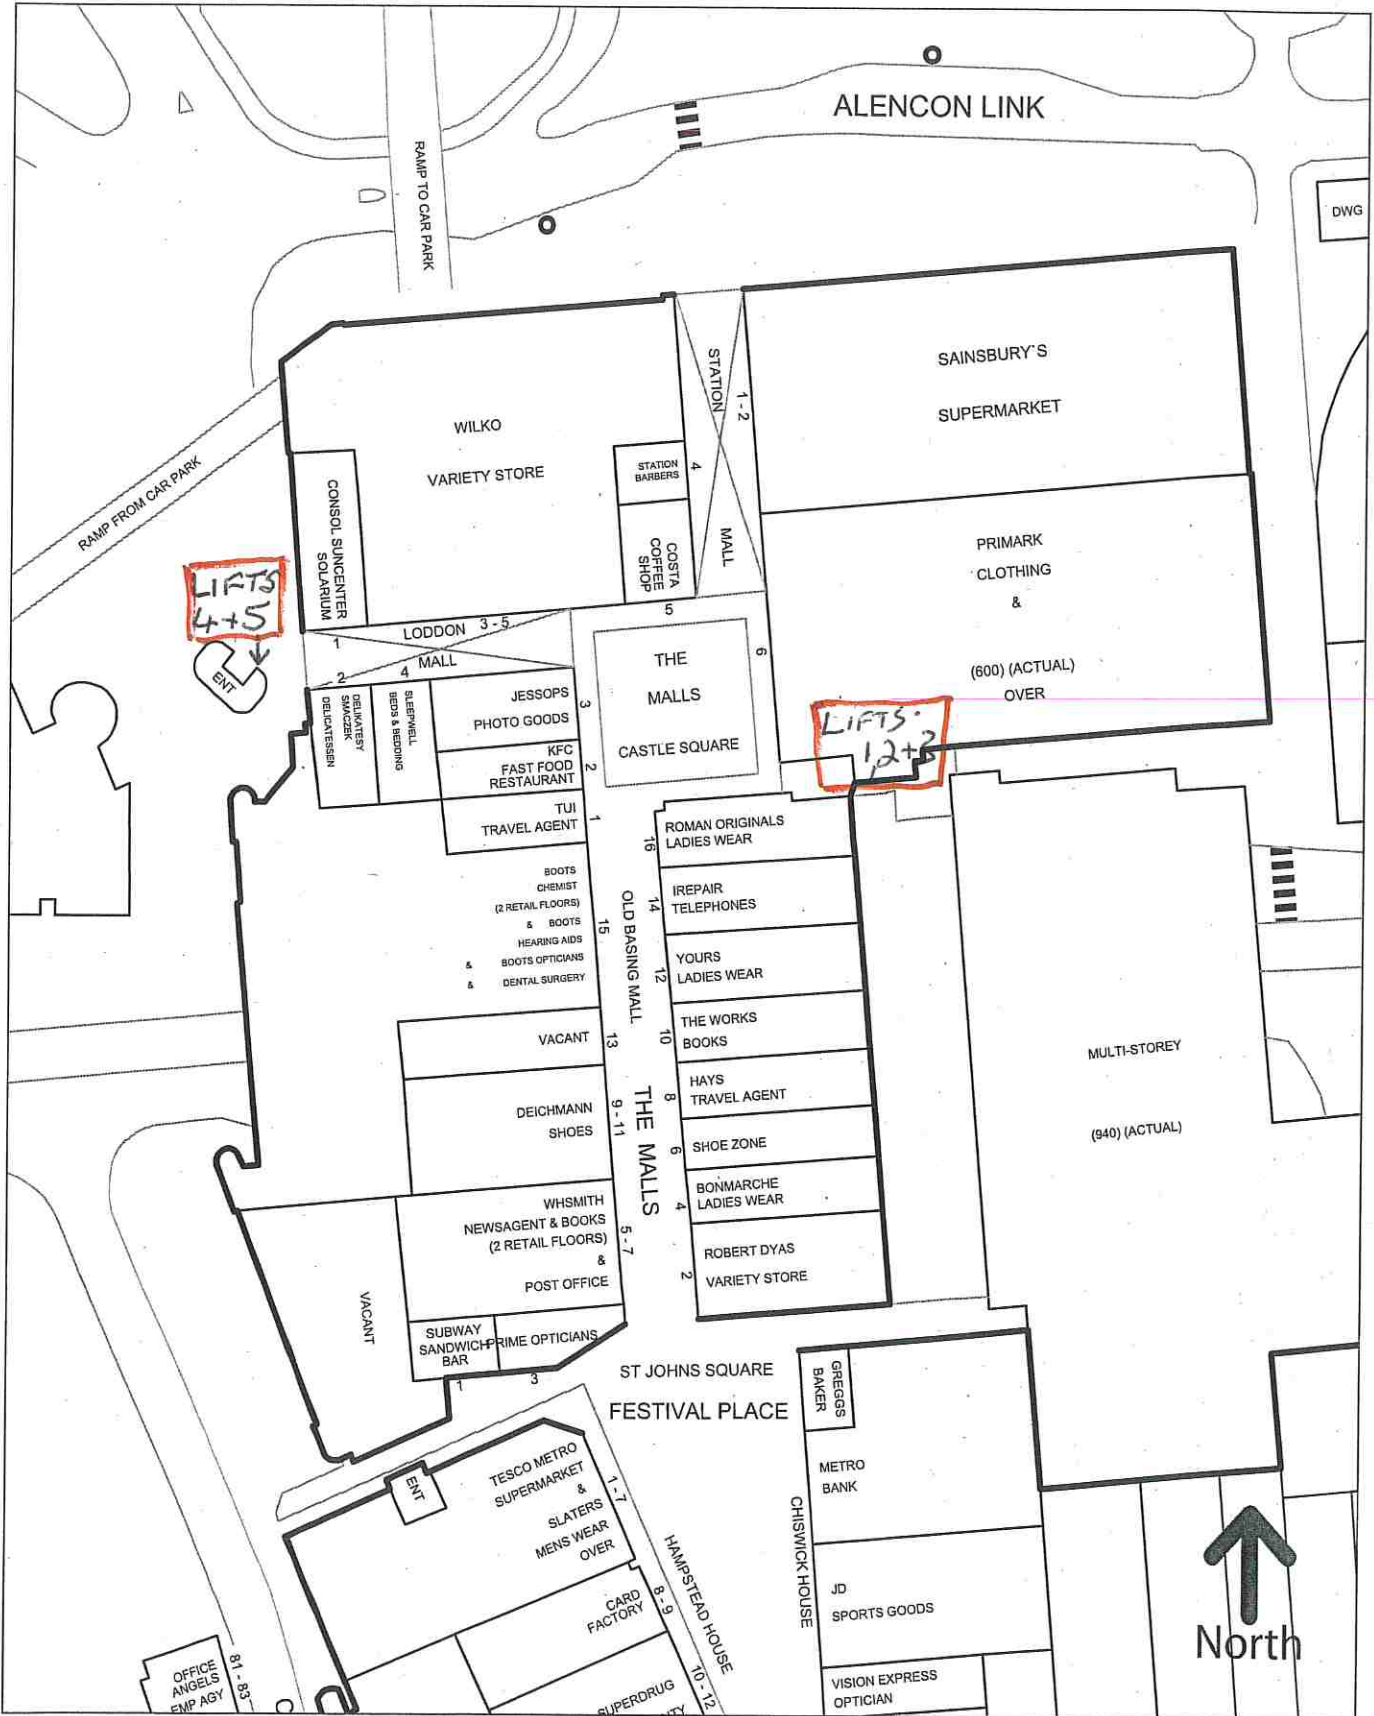 ALENCON LINK
RAMP TO CAR PARK
DWG
STATION
MALL
1 - 2
SAINSBURY'S
SUPERMARKET
WILKO
VARIETY STORE
STATION
BARBERS
4
RAMP FROM CAR PARK
CONSOL SUNCENTER
SOLARIUM
COSTA
COFFEE
SHOP
5
PRIMARK
CLOTHING
&
(600) (ACTUAL)
OVER
LIFTS
4+5
ENT
LODDON
MALL
3 - 5
1
2
4
THE
MALLS
CASTLE SQUARE
6
LIFTS
1,2+3
DELIKATESY
SMACZEK
DELICATESSEN
SLEEPWELL
BEDS & BEDDING
JESSOPS
PHOTO GOODS
3
KFC
FAST FOOD
RESTAURANT
2
TUI
TRAVEL AGENT
1
ROMAN ORIGINALS
LADIES WEAR
16
BOOTS
CHEMIST
(2 RETAIL FLOORS)
& BOOTS
HEARING AIDS
& BOOTS OPTICIANS
& DENTAL SURGERY
15
OLD BASING MALL
IREPAIR
TELEPHONES
14
YOURS
LADIES WEAR
12
THE WORKS
BOOKS
10
VACANT
13
MULTI-STOREY
(940) (ACTUAL)
HAYS
TRAVEL AGENT
8
DEICHMANN
SHOES
9 - 11
THE MALLS
SHOE ZONE
6
BONMARCHE
LADIES WEAR
4
WHSMITH
NEWSAGENT & BOOKS
(2 RETAIL FLOORS)
&
POST OFFICE
5 - 7
ROBERT DYAS
VARIETY STORE
2
VACANT
SUBWAY
SANDWICH
BAR
1
PRIME OPTICIANS
3
ST JOHNS SQUARE
FESTIVAL PLACE
GREGGS
BAKER
METRO
BANK
CHISWICK HOUSE
TESCO METRO
SUPERMARKET
&
SLATERS
MENS WEAR
OVER
1 - 7
ENT
HAMPSTEAD HOUSE
CARD
FACTORY
8 - 9
JD
SPORTS GOODS
North
VISION EXPRESS
OPTICIAN
SUPERDRUG
10 - 12
OFFICE
ANGELS
EMP AGY
81 - 83